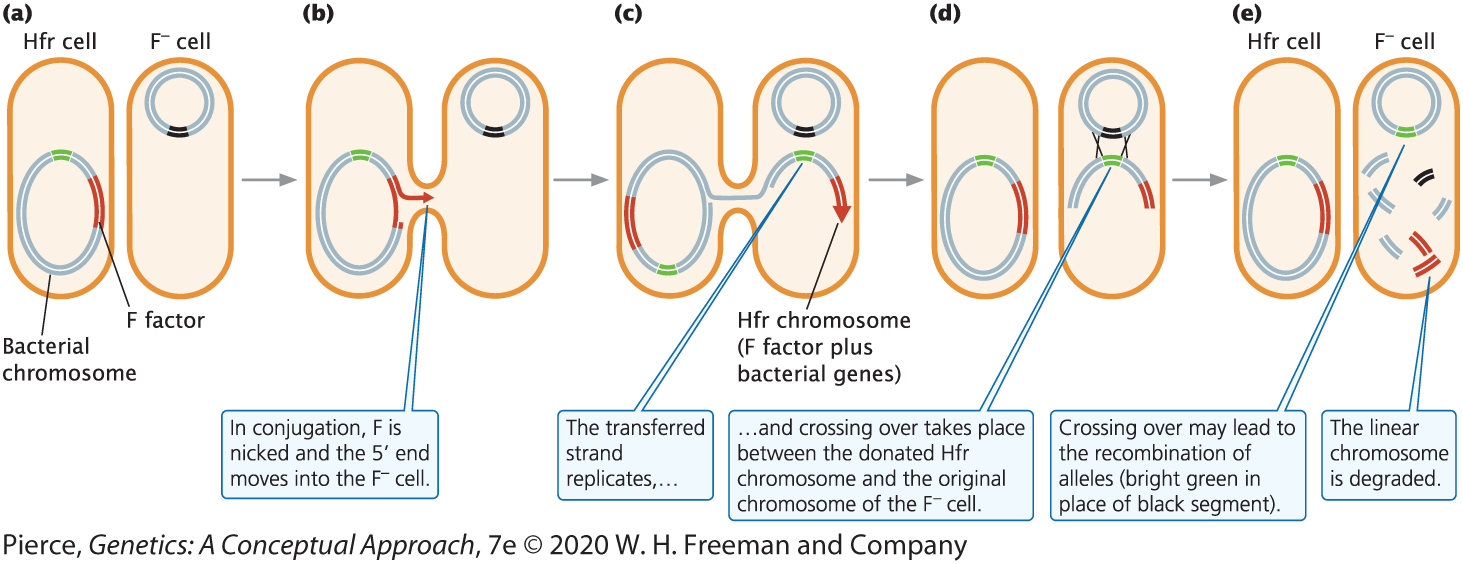 (a)
Hfr cell
F– cell
F factor
Bacterial
chromosome
(b)
In conjugation, F is
nicked and the 5’ end
moves into the F– cell.
(c)
Hfr chromosome
(F factor plus
bacterial genes)
The transferred
strand
replicates,…
(d)
…and crossing over takes place
between the donated Hfr
chromosome and the original
chromosome of the F– cell.
(e)
Hfr cell
F– cell
Crossing over may lead to
the recombination of
alleles (bright green in
place of black segment).
The linear
chromosome
is degraded.
Pierce, Genetics: A Conceptual Approach, 7e © 2020 W. H. Freeman and Company